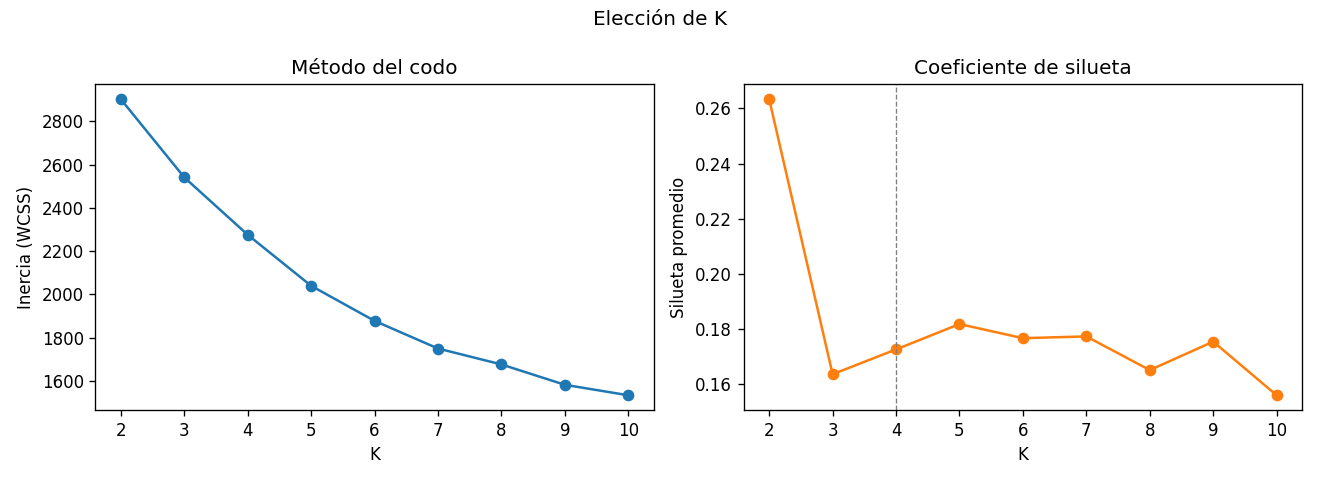 Elección de K
Método del codo
Inercia (WCSS)
2800
2600
2400
2200
2000
1800
1600
2 3 4 5 6 7 8 9 10
K
Coeficiente de silueta
Silueta promedio
0.26
0.24
0.22
0.20
0.18
0.16
2 3 4 5 6 7 8 9 10
K